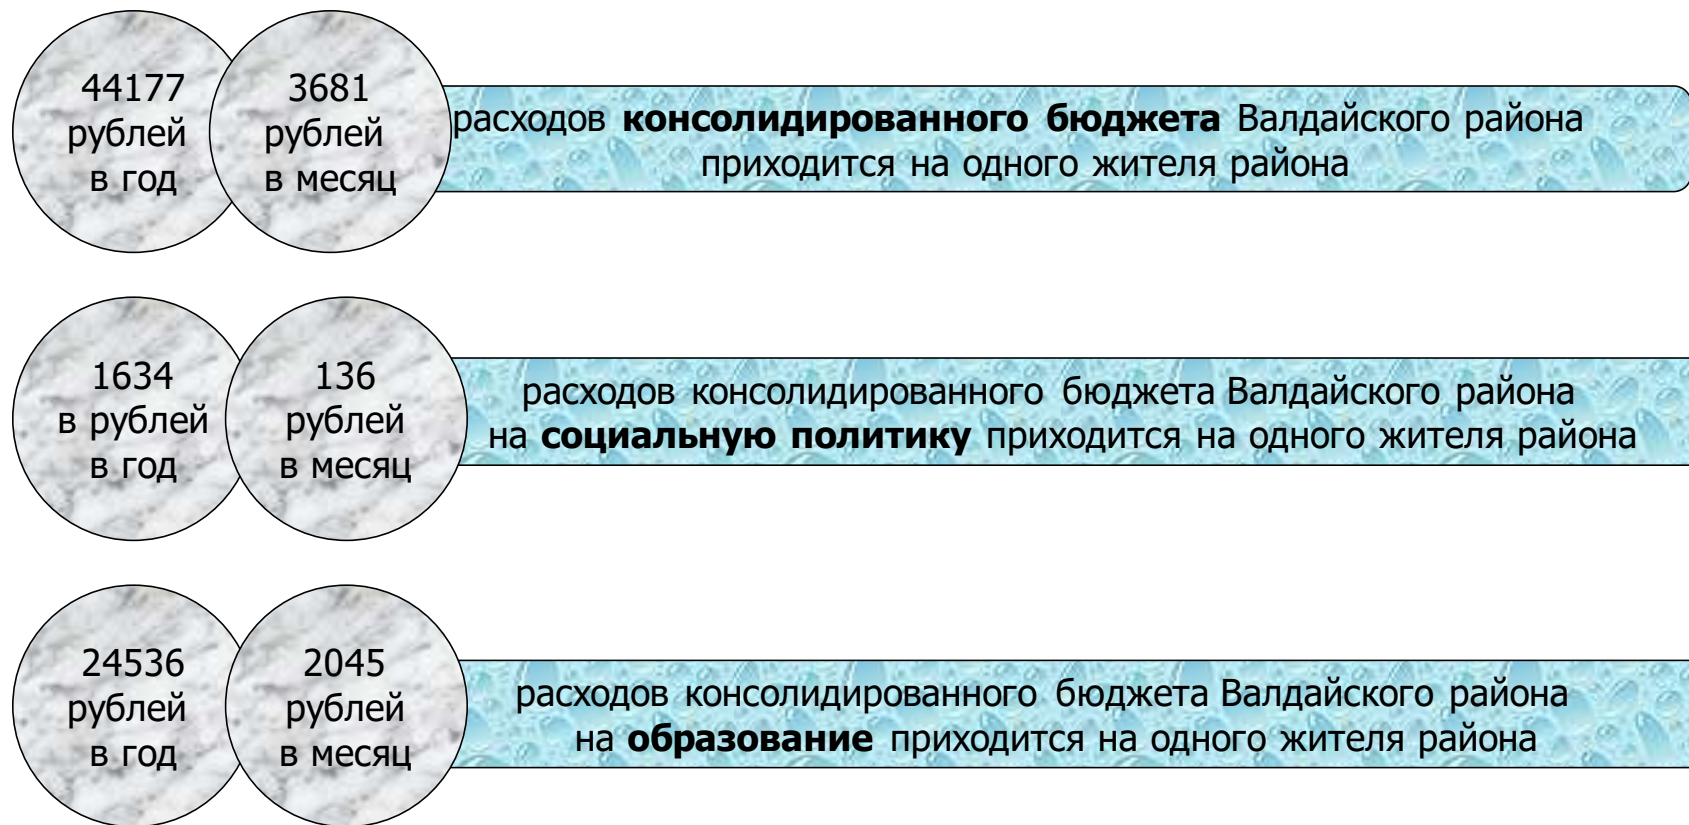 44177
рублей
в год
3681
рублей
в месяц
расходов консолидированного бюджета Валдайского района
приходится на одного жителя района
1634
в рублей
в год
136
рублей
в месяц
расходов консолидированного бюджета Валдайского района
на социальную политику приходится на одного жителя района
24536
рублей
в год
2045
рублей
в месяц
расходов консолидированного бюджета Валдайского района
на образование приходится на одного жителя района